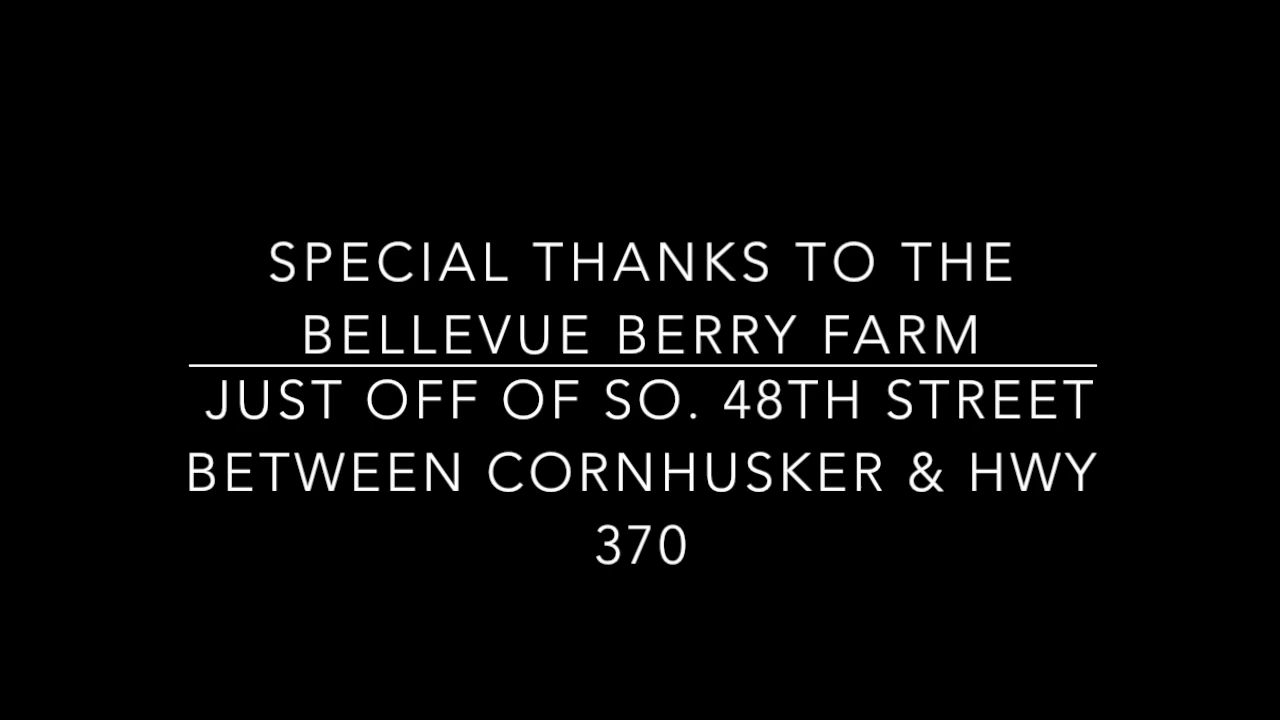 SPECIAL THANKS TO THE
BELLEVUE BERRY FARM
JUST OFF OF SO. 48TH STREET
BETWEEN CORNHUSKER & HWY
370